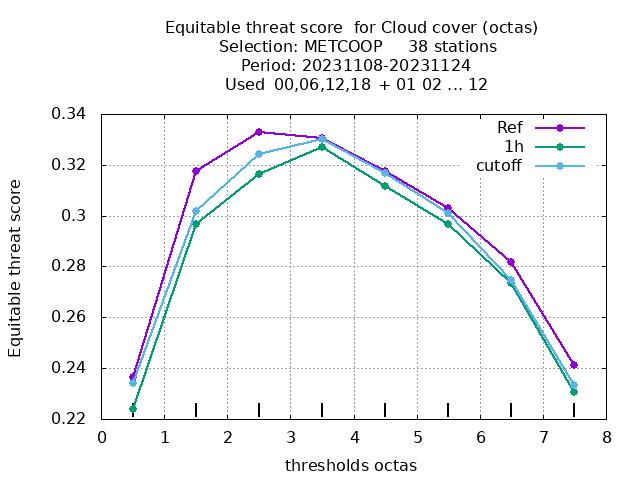 Equitable threat score  for Cloud cover (octas)
Selection: METCOOP     38 stations
Period: 20231108-20231124
Used  00,06,12,18 + 01 02 ... 12
Ref
1h
cutoff
Equitable threat score
0.34
0.32
0.3
0.28
0.26
0.24
0.22
0 1 2 3 4 5 6 7 8
thresholds octas